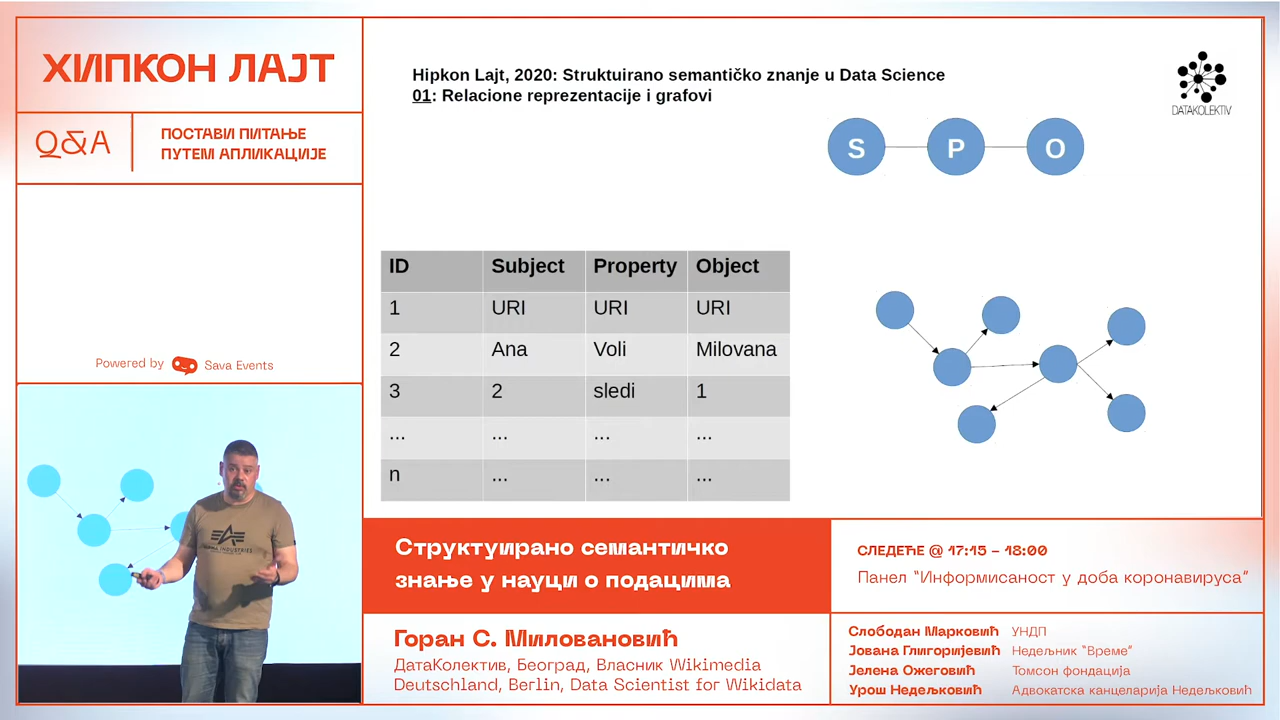 ХИПКОН ЛАЈТ
Q&A
ПОСТАВИ ПИТАЊЕ
ПУТЕМ АПЛИКАЦИЈЕ
Powered by Sava Events
Hipkon Lajt, 2020: Struktuirano semantičko znanje u Data Science
01: Relacione reprezentacije i grafovi
DATAKOLEKTIV
S P O
ID Subject Property Object
1 URI URI URI
2 Ana Voli Milovana
3 2 sledi 1
... ... ... ...
n ... ... ...
Структуирано семантичко
знање у науци о подацима
Горан С. Миловановић
ДатаКолектив, Београд, Власник Wikimedia
Deutschland, Berlin, Data Scientist for Wikidata
СЛЕДЕЋЕ @ 17:15 – 18:00
Панел “Информисаност у доба коронавируса”
Слободан Марковић УНДП
Јована Глигоријевић Недељник “Време”
Јелена Ожеговић Томсон фондација
Урош Недељковић Адвокатска канцеларија Недељковић